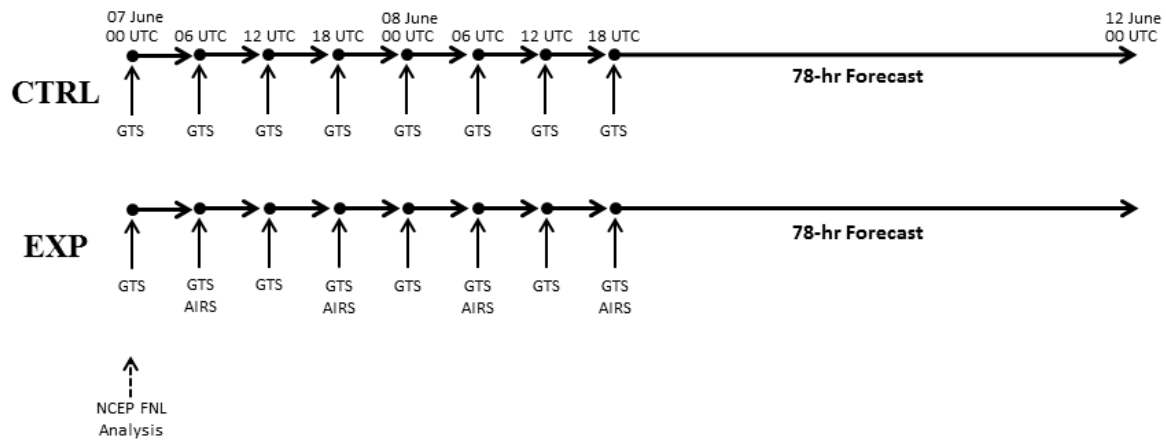 07 June
00 UTC
06 UTC
12 UTC
18 UTC
08 June
00 UTC
06 UTC
12 UTC
18 UTC
12 June
00 UTC
CTRL
78-hr Forecast
GTS
GTS
GTS
GTS
GTS
GTS
GTS
GTS
EXP
78-hr Forecast
GTS
GTS
AIRS
GTS
GTS
AIRS
GTS
GTS
AIRS
GTS
GTS
AIRS
NCEP FNL
Analysis